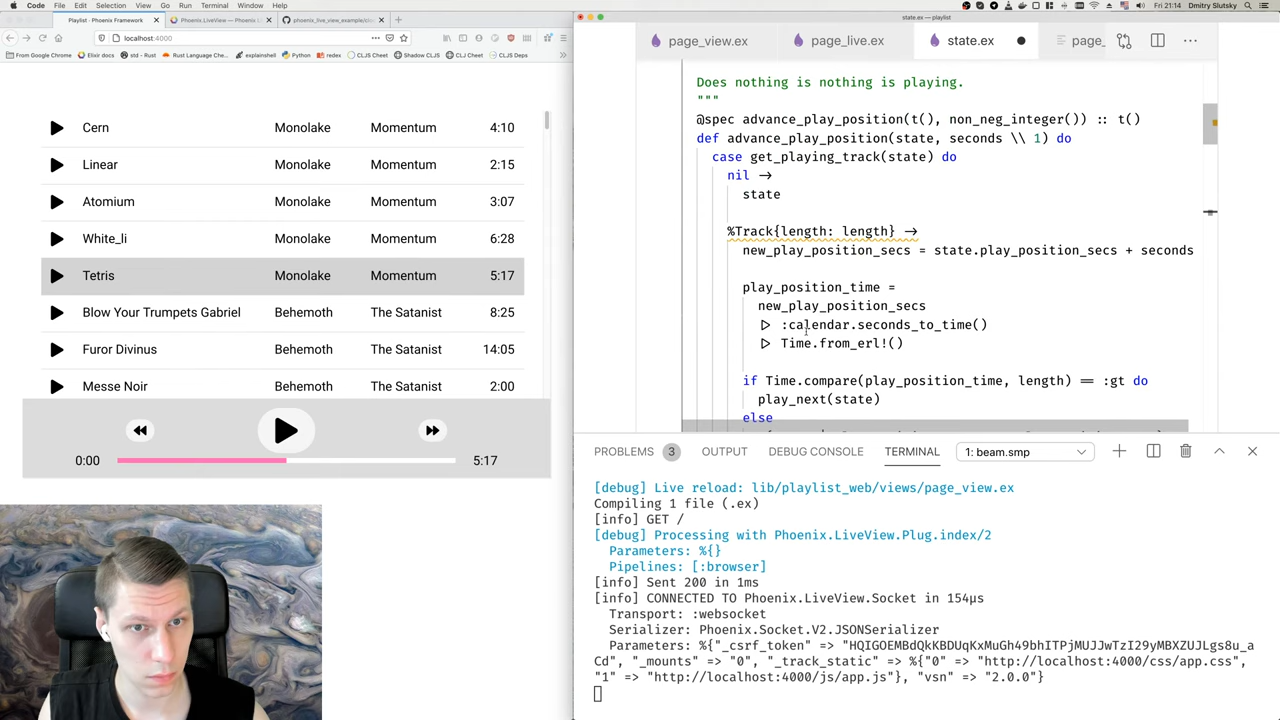 Code File Edit Selection View Go Run Terminal Window Help
Fri 21:14 Dmitry Slutsky
Playlist · Phoenix Framework
Phoenix.LiveView — Phoenix L
phoenix_live_view_example/
localhost:4000
From Google Chrome Elixir docs std - Rust Rust Language Che... explainshell Python redex CLJS Cheet Shadow CLJS CLJ Cheet CLJS Deps
Cern Monolake Momentum 4:10
Linear Monolake Momentum 2:15
Atomium Monolake Momentum 3:07
White_li Monolake Momentum 6:28
Tetris Monolake Momentum 5:17
Blow Your Trumpets Gabriel Behemoth The Satanist 8:25
Furor Divinus Behemoth The Satanist 14:05
Messe Noir Behemoth The Satanist 2:00
0:00 5:17
state.ex — playlist
page_view.ex page_live.ex state.ex page_
Does nothing is nothing is playing.
"""
@spec advance_play_position(t(), non_neg_integer()) :: t()
def advance_play_position(state, seconds \\ 1) do
case get_playing_track(state) do
nil ->
state
%Track{length: length} ->
new_play_position_secs = state.play_position_secs + seconds
play_position_time =
new_play_position_secs
|> :calendar.seconds_to_time()
|> Time.from_erl!()
if Time.compare(play_position_time, length) == :gt do
play_next(state)
else
PROBLEMS 3 OUTPUT DEBUG CONSOLE TERMINAL 1: beam.smp
[debug] Live reload: lib/playlist_web/views/page_view.ex
Compiling 1 file (.ex)
[info] GET /
[debug] Processing with Phoenix.LiveView.Plug.index/2
Parameters: %{}
Pipelines: [:browser]
[info] Sent 200 in 1ms
[info] CONNECTED TO Phoenix.LiveView.Socket in 154µs
Transport: :websocket
Serializer: Phoenix.Socket.V2.JSONSerializer
Parameters: %{"_csrf_token" => "HQIGOEMBdQkKBDUqKxMuGh49bhITPjMUJJwTzI29yMBXZUJLgs8u_a
Cd", "_mounts" => "0", "_track_static" => %{"0" => "http://localhost:4000/css/app.css",
"1" => "http://localhost:4000/js/app.js"}, "vsn" => "2.0.0"}